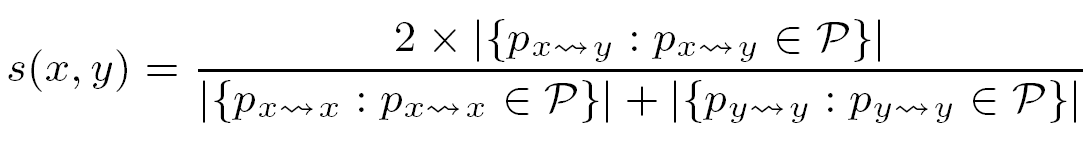 s(x, y) = \frac{2 \times |\{p_{x \rightsquigarrow y} : p_{x \rightsquigarrow y} \in \mathcal{P}\}|}{|\{p_{x \rightsquigarrow x} : p_{x \rightsquigarrow x} \in \mathcal{P}\}| + |\{p_{y \rightsquigarrow y} : p_{y \rightsquigarrow y} \in \mathcal{P}\}|}